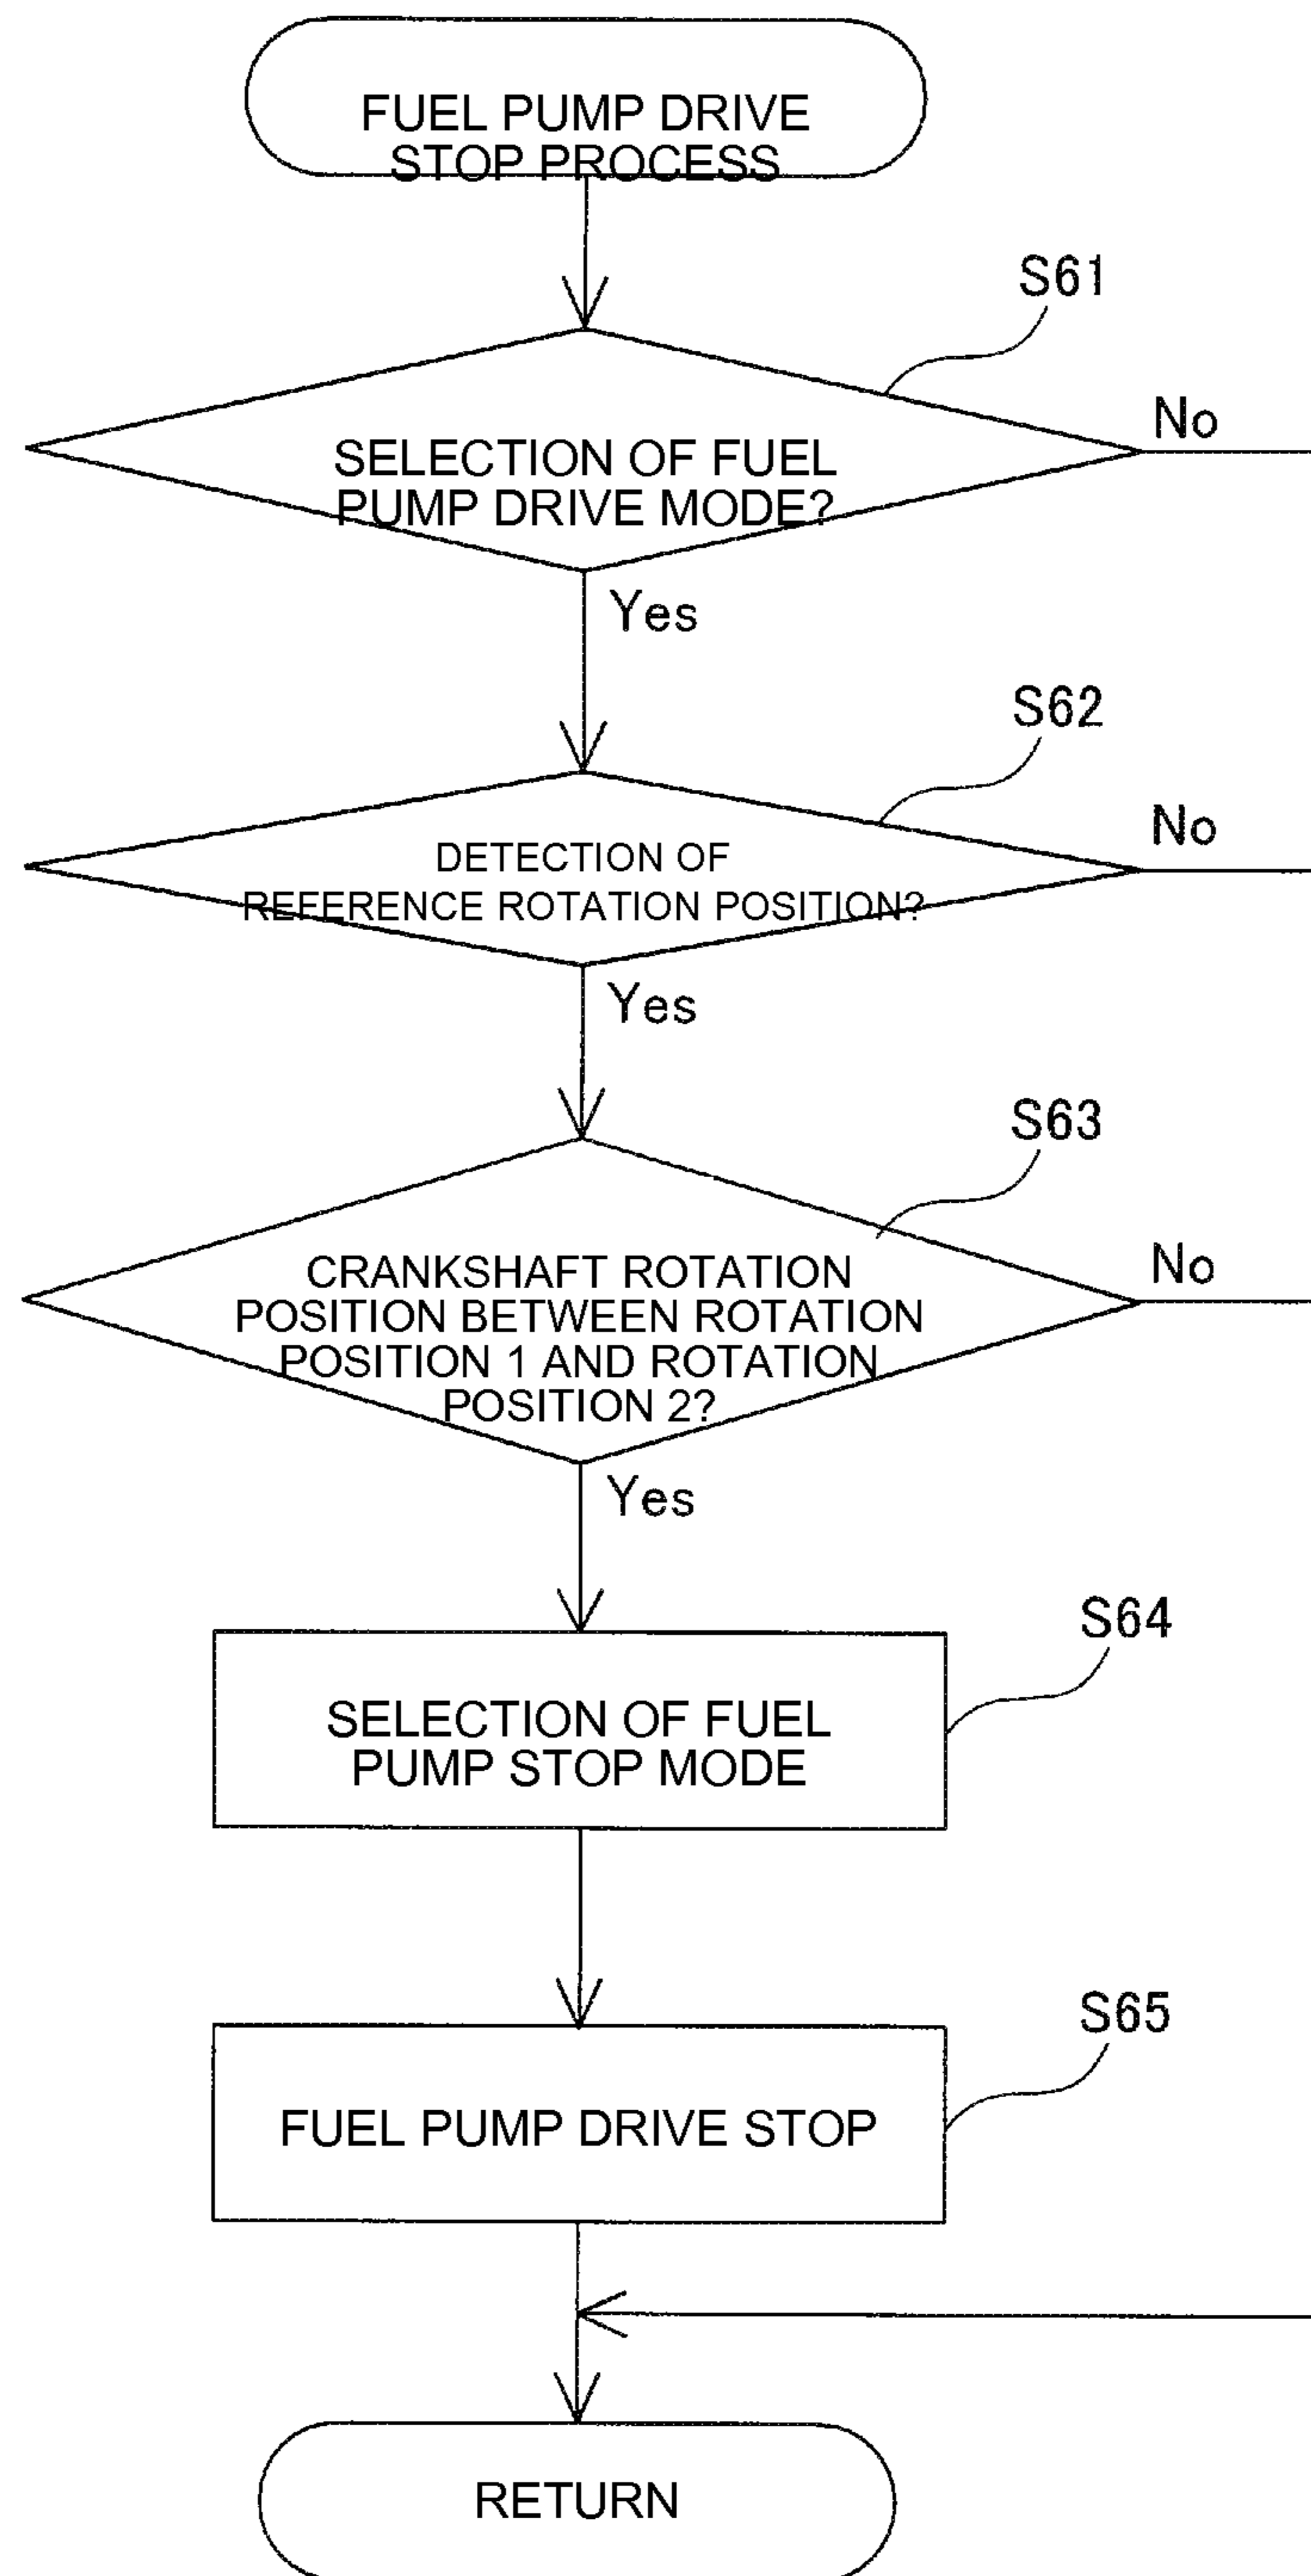 FUEL PUMP DRIVE
STOP PROCESS
S61
SELECTION OF FUEL
PUMP DRIVE MODE?
No
Yes
S62
DETECTION OF
REFERENCE ROTATION POSITION?
No
Yes
S63
CRANKSHAFT ROTATION
POSITION BETWEEN ROTATION
POSITION 1 AND ROTATION
POSITION 2?
No
Yes
S64
SELECTION OF FUEL
PUMP STOP MODE
S65
FUEL PUMP DRIVE STOP
RETURN